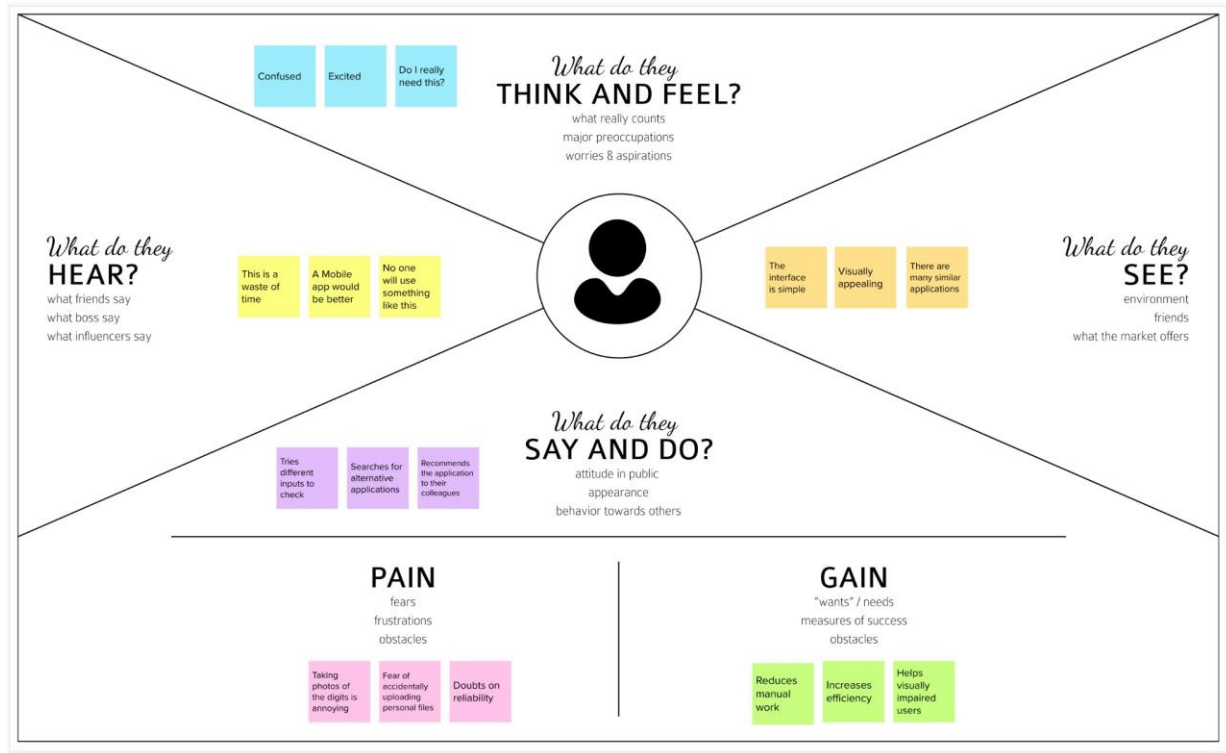 Confused
Excited
Do I really
need this?
What do they
THINK AND FEEL?
what really counts
major preoccupations
worries & aspirations
What do they
HEAR?
what friends say
what boss say
what influencers say
This is a
waste of
time
A Mobile
app would
be better
No one
will use
something
like this
The
interface
is simple
Visually
appealing
There are
many similar
applications
What do they
SEE?
environment
friends
what the market offers
What do they
SAY AND DO?
attitude in public
appearance
behavior towards others
Tries
different
inputs to
check
Searches for
alternative
applications
Recommends
the application
to their
colleagues
PAIN
fears
frustrations
obstacles
Taking
photos of
the digits is
annoying
Fear of
accidentally
uploading
personal files
Doubts on
reliability
GAIN
"wants" / needs
measures of success
obstacles
Reduces
manual
work
Increases
efficiency
Helps
visually
impaired
users